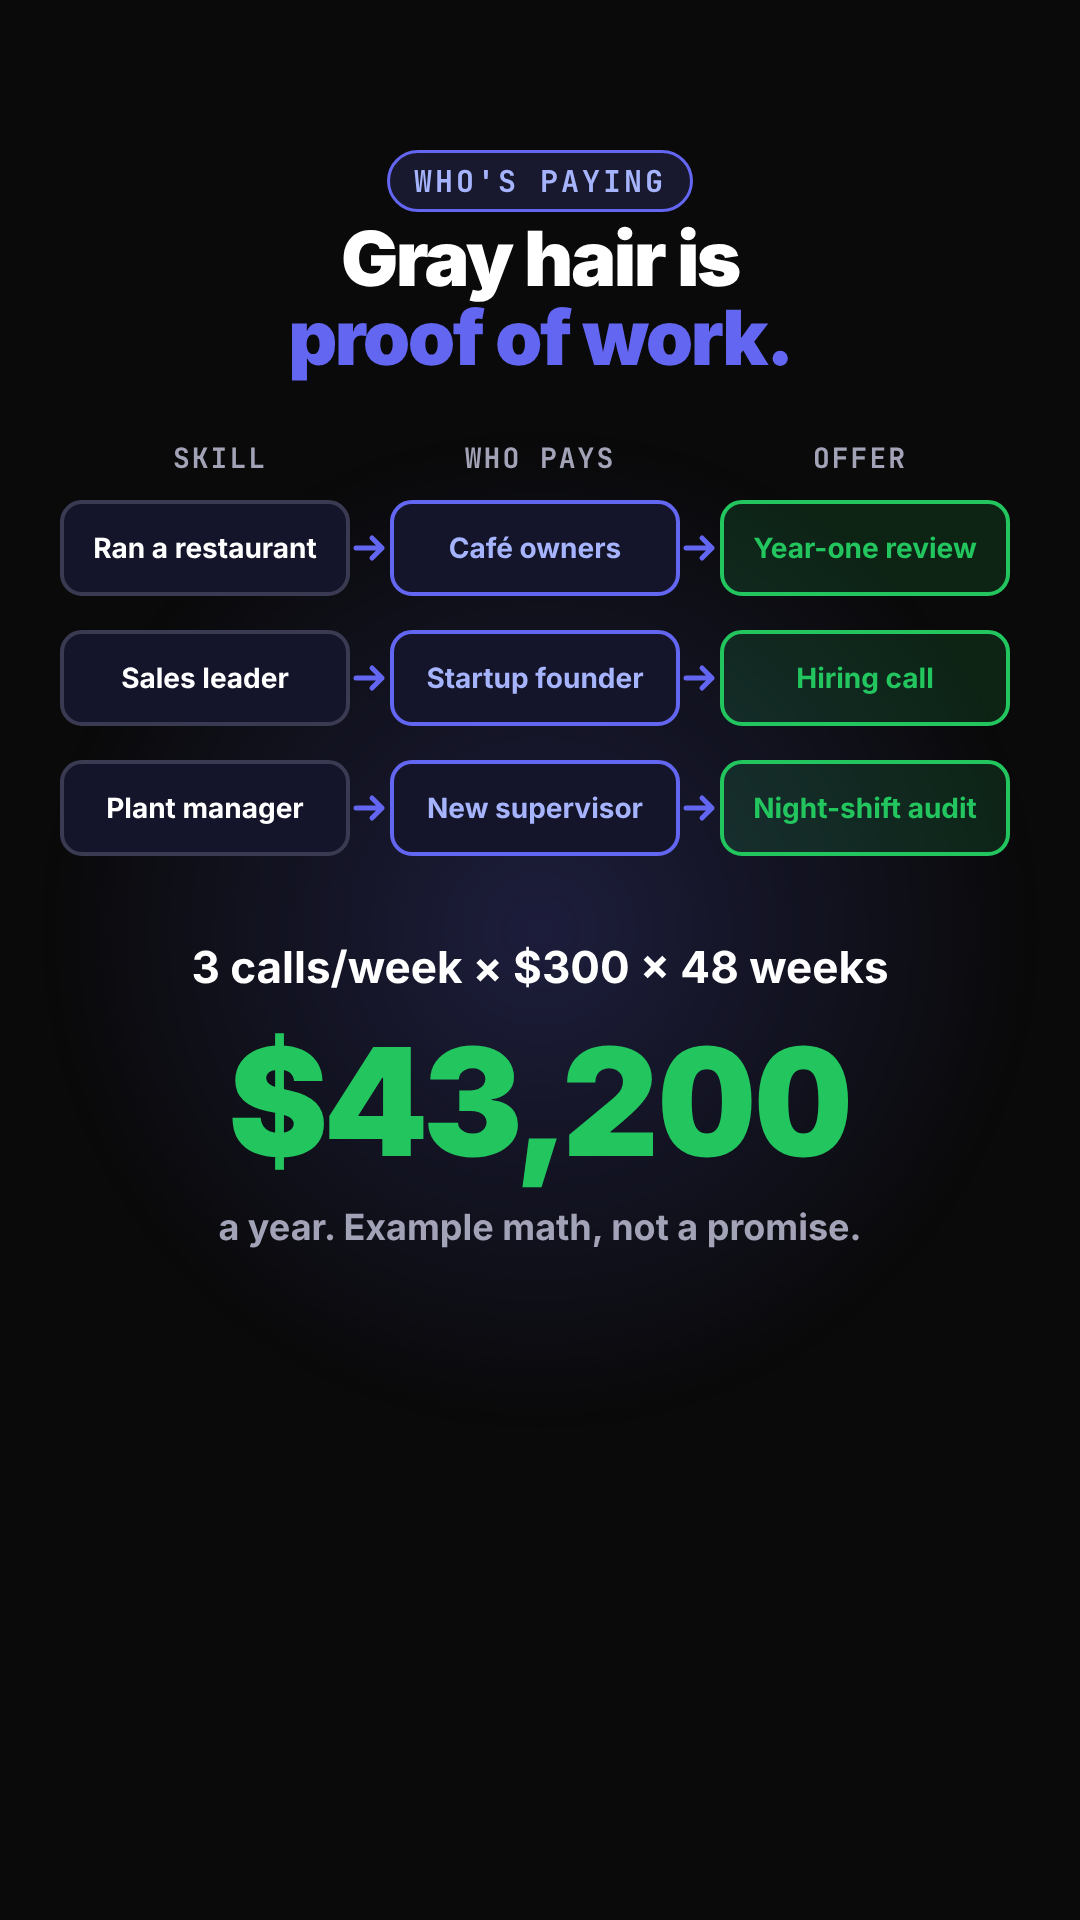 WHO'S PAYING
Gray hair is
proof of work.
SKILL WHO PAYS OFFER
Ran a restaurant → Café owners → Year-one review
Sales leader → Startup founder → Hiring call
Plant manager → New supervisor → Night-shift audit
3 calls/week × $300 × 48 weeks
$43,200
a year. Example math, not a promise.